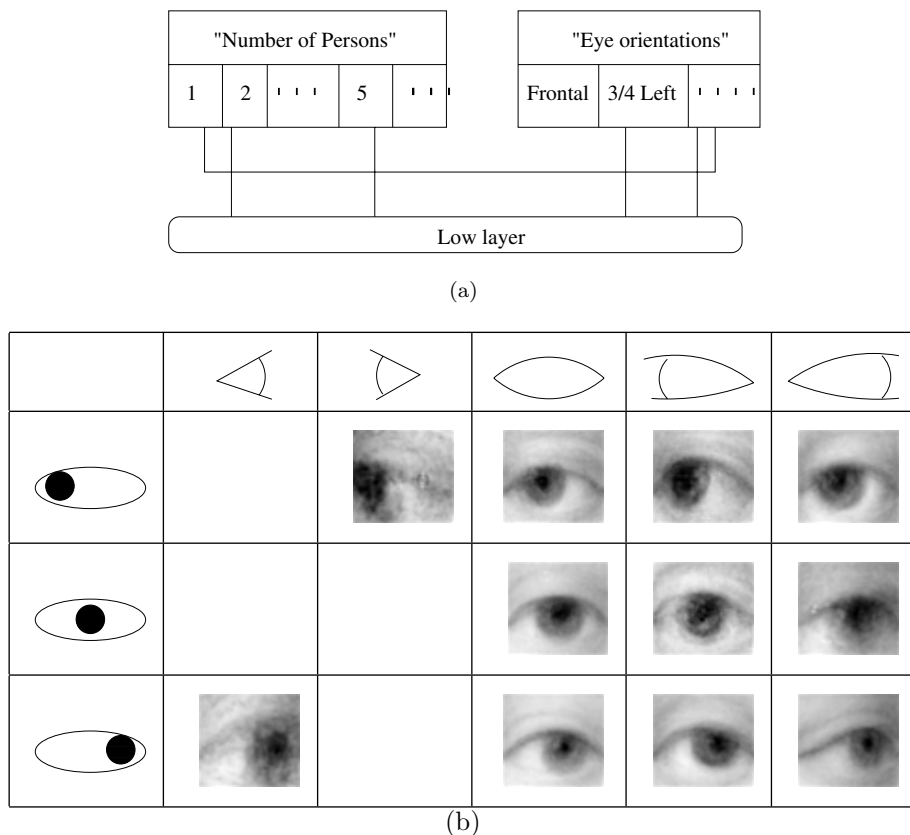 "Number of Persons" "Eye orientations"
1 2 5 Frontal 3/4 Left
Low layer
(a)
(b)